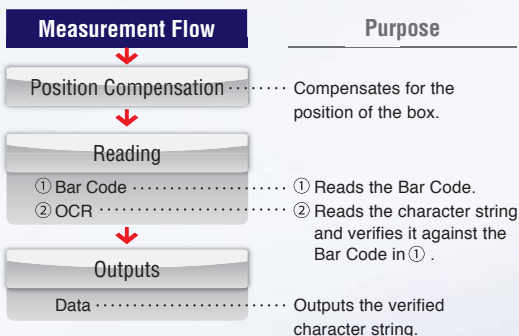 Measurement Flow Purpose
Position Compensation ········ Compensates for the
position of the box.
Reading
① Bar Code ···················· ① Reads the Bar Code.
② OCR ························ ② Reads the character string
and verifies it against the
Bar Code in ① .
Outputs
Data ························ Outputs the verified
character string.